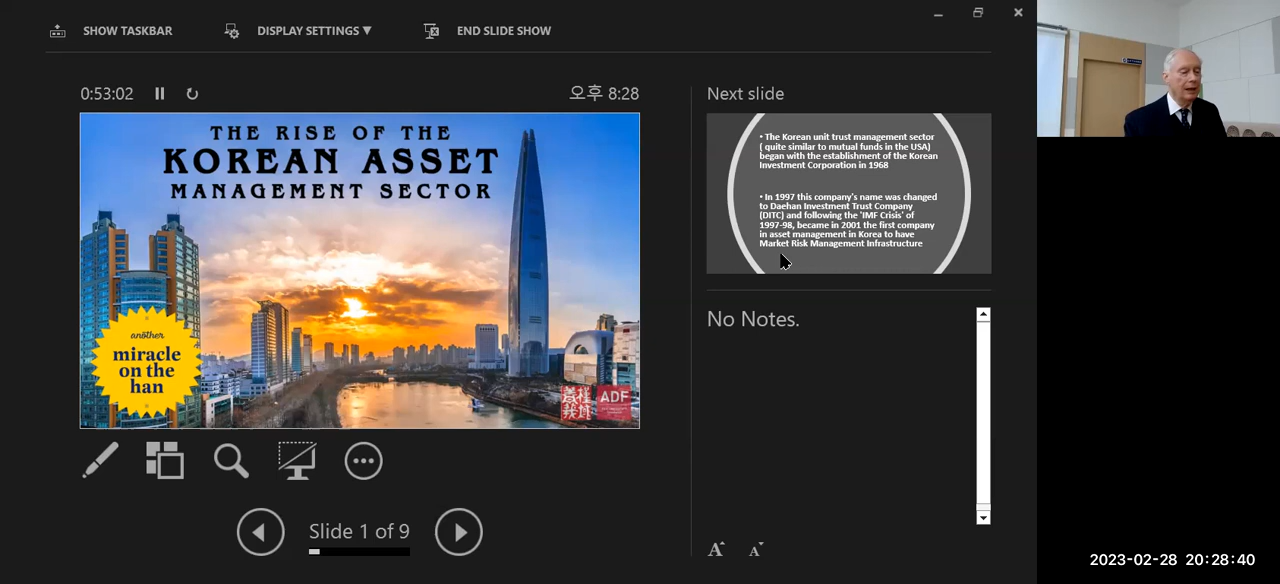 SHOW TASKBAR
DISPLAY SETTINGS ▼
END SLIDE SHOW
0:53:02
오후 8:28
THE RISE OF THE
KOREAN ASSET
MANAGEMENT SECTOR
another
miracle
on the
han
ADF
Next slide
• The Korean unit trust management sector
( quite similar to mutual funds in the USA)
began with the establishment of the Korean
Investment Corporation in 1968
• In 1997 this company's name was changed
to Daehan Investment Trust Company
(DITC) and following the 'IMF Crisis' of
1997-98, became in 2001 the first company
in asset management in Korea to have
Market Risk Management Infrastructure
No Notes.
Slide 1 of 9
A A
2023-02-28 20:28:40